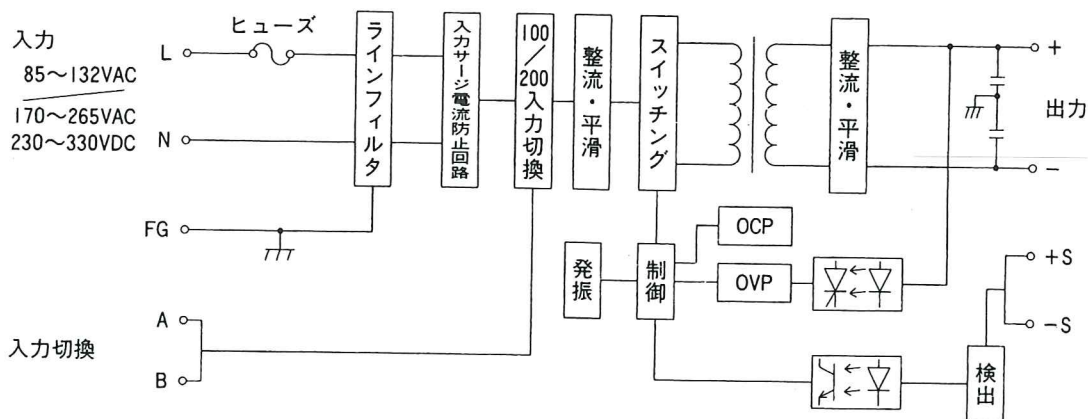 入力
85～132VAC
170～265VAC
230～330VDC
L
N
FG
ヒューズ
ラインフィルタ
入力サージ電流防止回路
100/200入力切換
整流・平滑
スイッチング
整流・平滑
+
出力
−
発振
制御
OCP
OVP
+S
−S
検出
入力切換
A
B